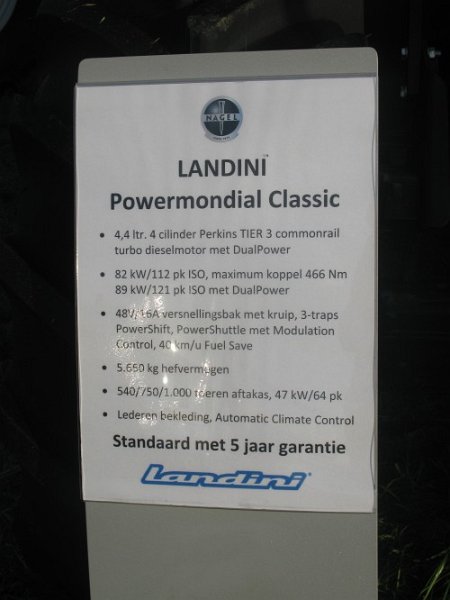 NAGEL
LANDINI
Powermondial Classic
• 4,4 ltr. 4 cilinder Perkins TIER 3 commonrail
turbo dieselmotor met DualPower
• 82 kW/112 pk ISO, maximum koppel 466 Nm
89 kW/121 pk ISO met DualPower
• 48V/16A versnellingsbak met kruip, 3-traps
PowerShift, PowerShuttle met Modulation
Control, 40 km/u Fuel Save
• 5.650 kg hefvermogen
• 540/750/1.000 toeren aftakas, 47 kW/64 pk
• Lederen bekleding, Automatic Climate Control
Standaard met 5 jaar garantie
Landini